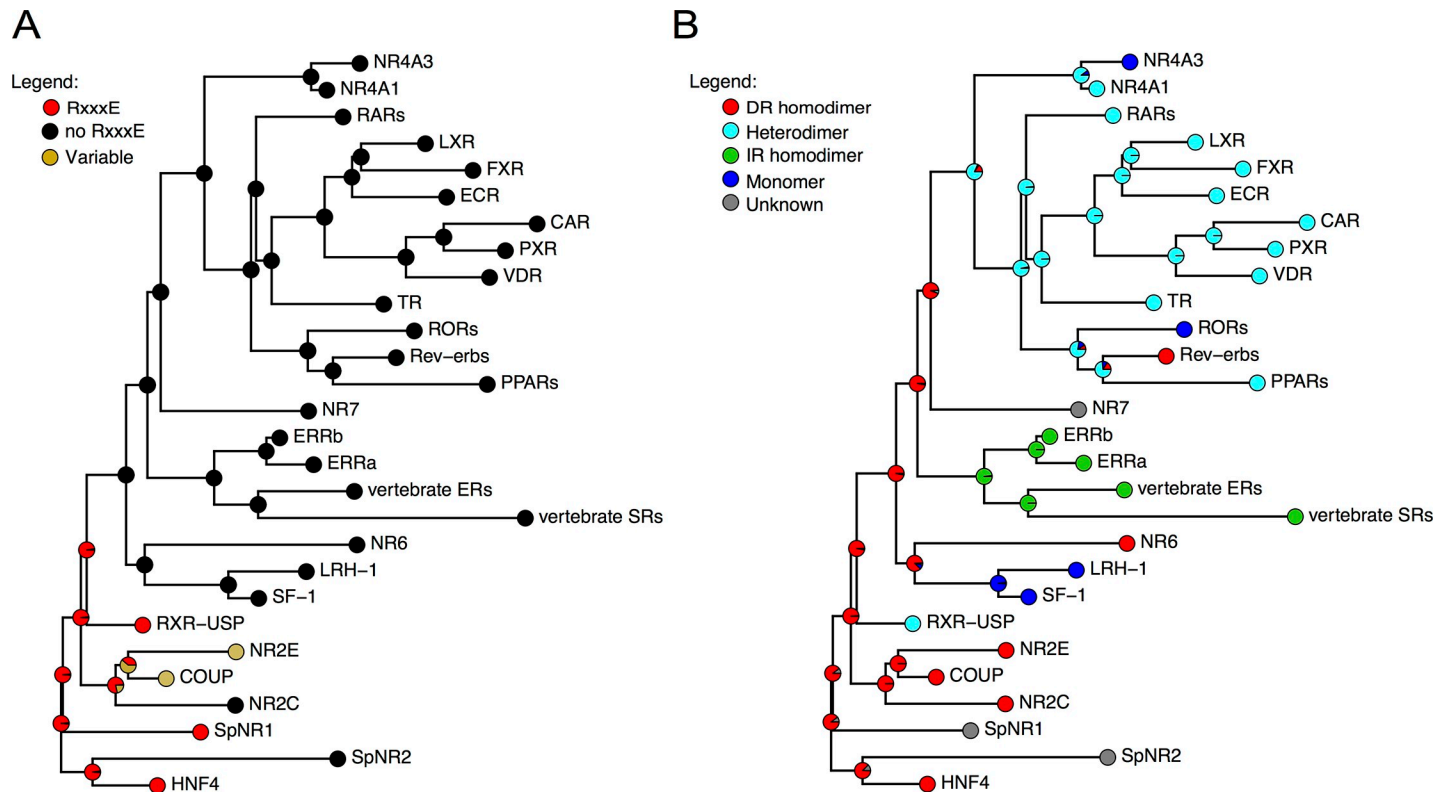 A
Legend:
RxxxE
no RxxxE
Variable
NR4A3
NR4A1
RARs
LXR
FXR
ECR
CAR
PXR
VDR
TR
RORs
Rev−erbs
PPARs
NR7
ERRb
ERRa
vertebrate ERs
vertebrate SRs
NR6
LRH−1
SF−1
RXR−USP
NR2E
COUP
NR2C
SpNR1
SpNR2
HNF4
B
Legend:
DR homodimer
Heterodimer
IR homodimer
Monomer
Unknown
NR4A3
NR4A1
RARs
LXR
FXR
ECR
CAR
PXR
VDR
TR
RORs
Rev−erbs
PPARs
NR7
ERRb
ERRa
vertebrate ERs
vertebrate SRs
NR6
LRH−1
SF−1
RXR−USP
NR2E
COUP
NR2C
SpNR1
SpNR2
HNF4